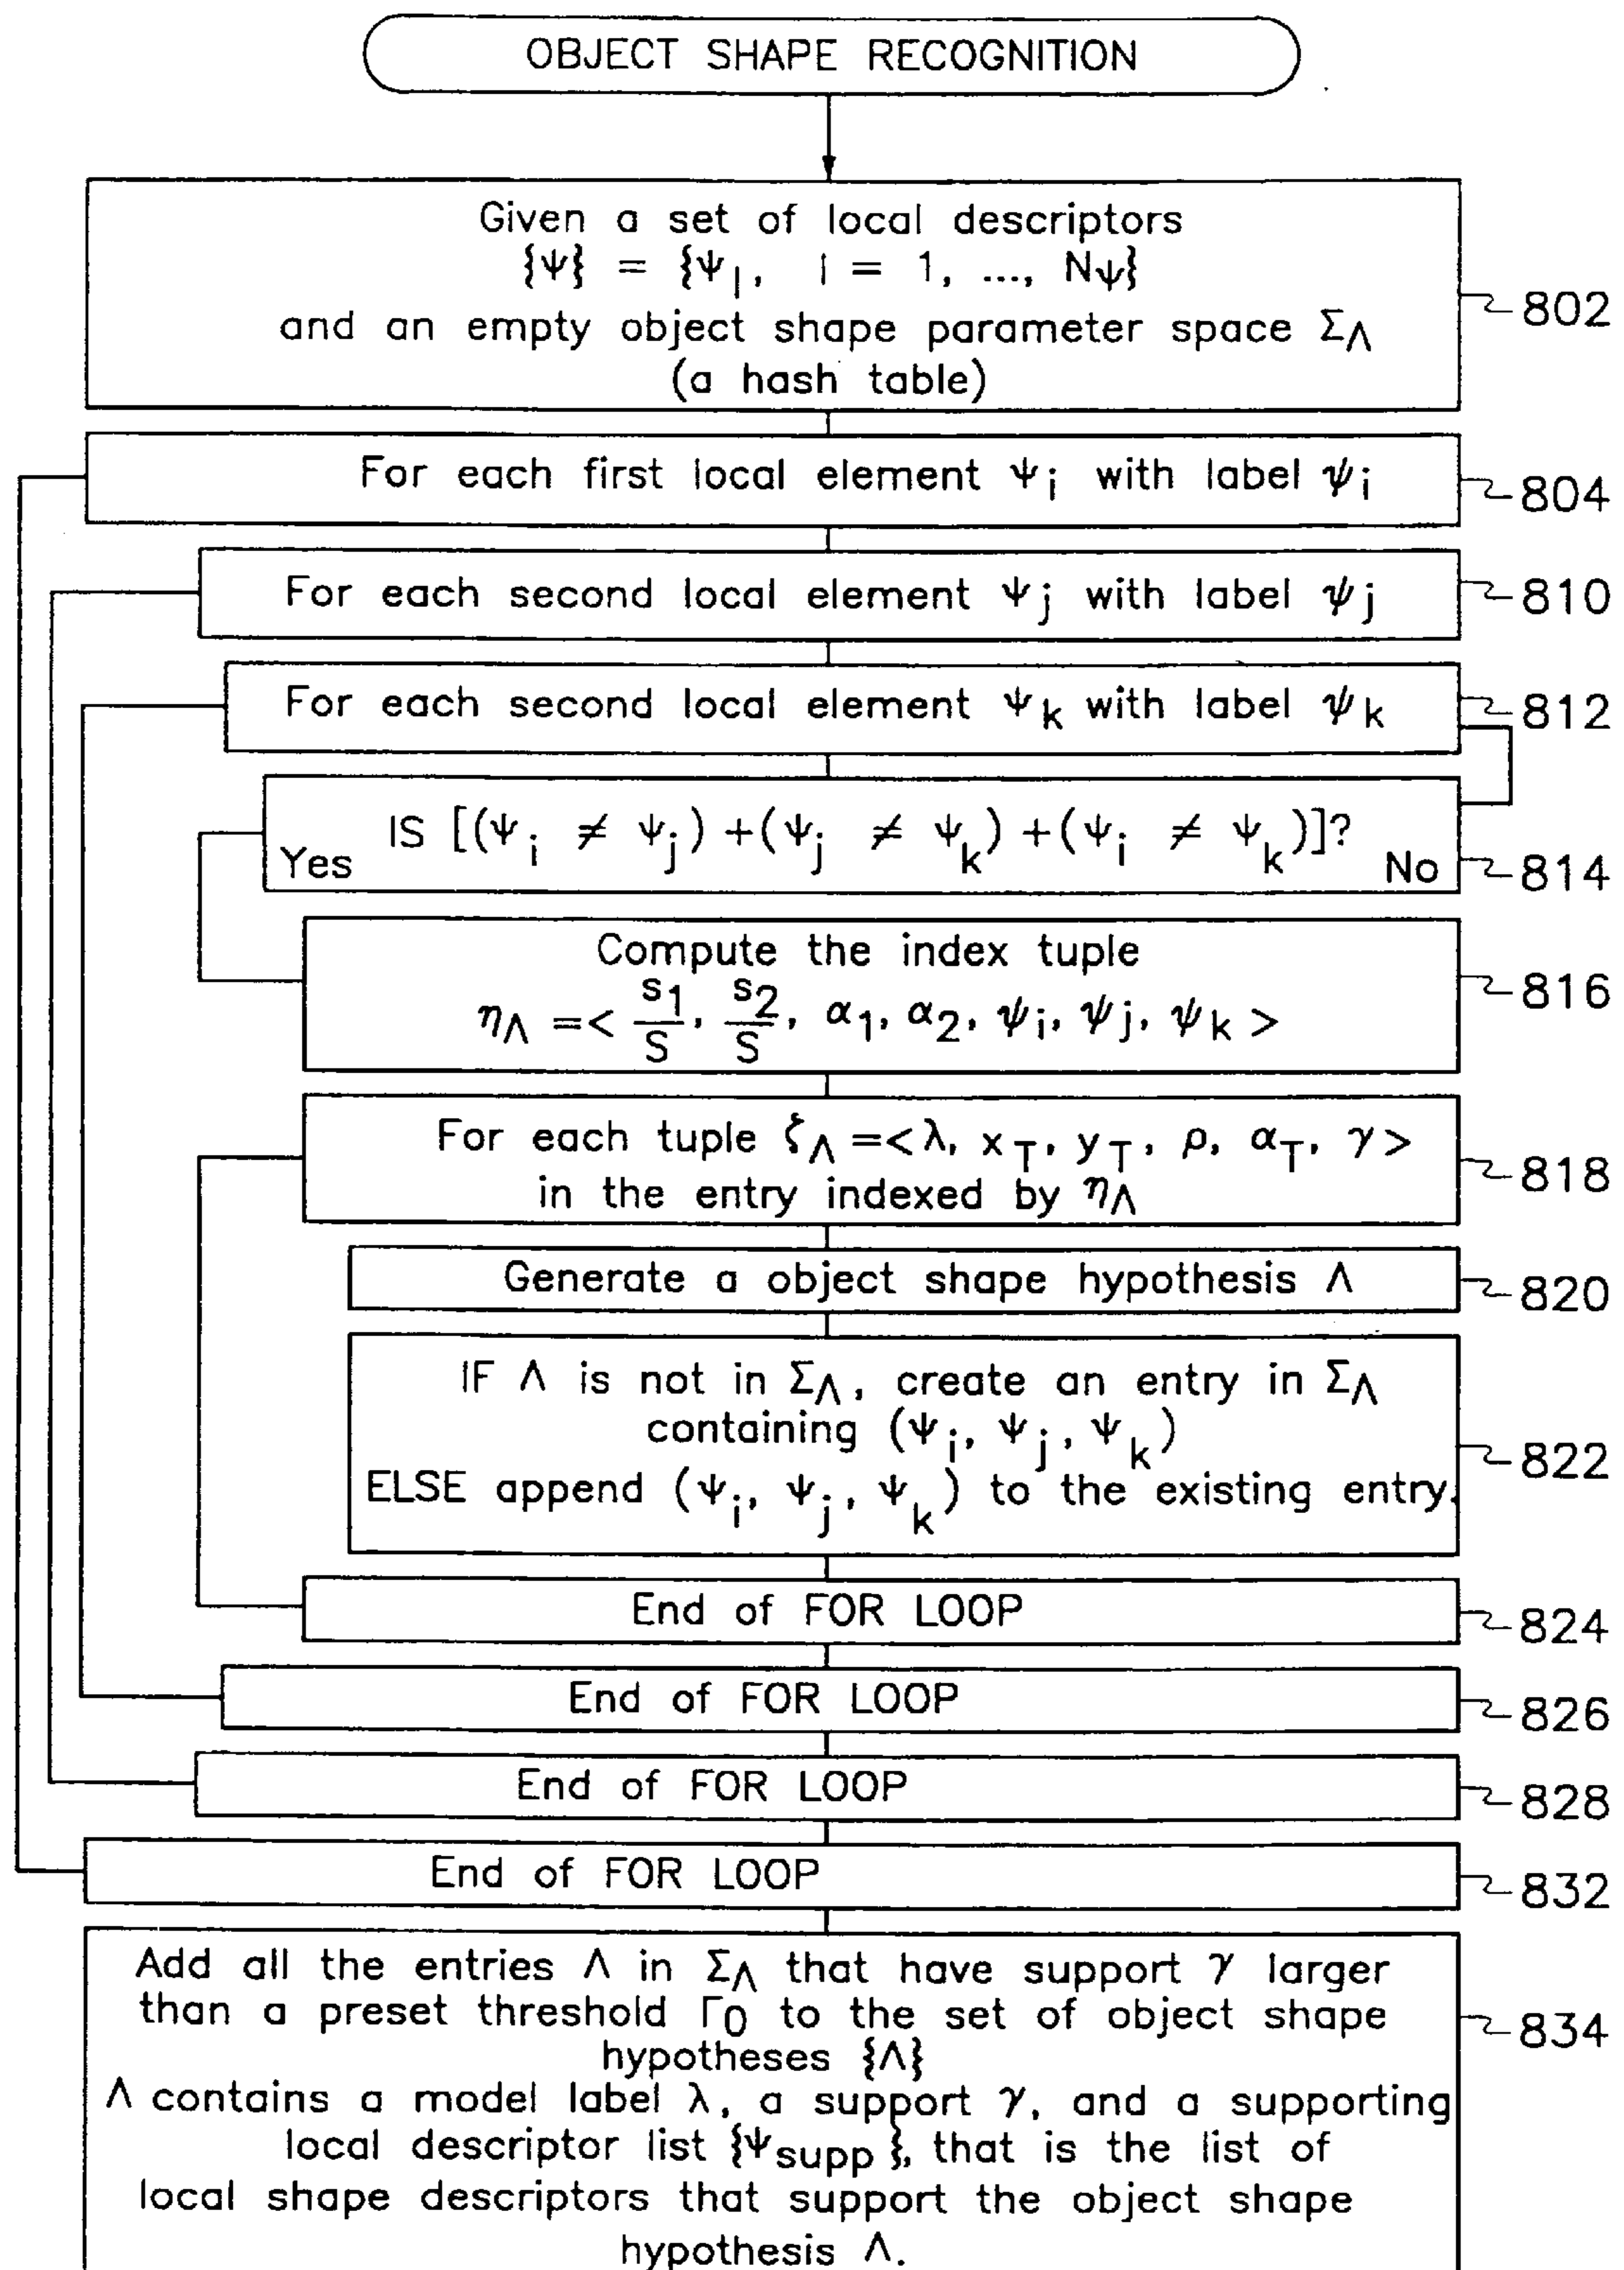 OBJECT SHAPE RECOGNITION
Given a set of local descriptors
{Ψ} = {Ψ_l, l = 1, ..., N_Ψ}
and an empty object shape parameter space Σ_Λ
(a hash table)
802
For each first local element Ψ_i with label ψ_i
804
For each second local element Ψ_j with label ψ_j
810
For each second local element Ψ_k with label ψ_k
812
IS [(Ψ_i ≠ Ψ_j) +(Ψ_j ≠ Ψ_k) +(Ψ_i ≠ Ψ_k)]?
Yes
No
814
Compute the index tuple
η_Λ =< s_1/S, s_2/S, α_1, α_2, ψ_i, ψ_j, ψ_k >
816
For each tuple ζ_Λ =<λ, x_T, y_T, ρ, α_T, γ>
in the entry indexed by η_Λ
818
Generate a object shape hypothesis Λ
820
IF Λ is not in Σ_Λ, create an entry in Σ_Λ
containing (Ψ_i, Ψ_j, Ψ_k)
ELSE append (Ψ_i, Ψ_j, Ψ_k) to the existing entry.
822
End of FOR LOOP
824
End of FOR LOOP
826
End of FOR LOOP
828
End of FOR LOOP
832
Add all the entries Λ in Σ_Λ that have support γ larger
than a preset threshold Γ_0 to the set of object shape
hypotheses {Λ}
834
Λ contains a model label λ, a support γ, and a supporting
local descriptor list {Ψ_supp}, that is the list of
local shape descriptors that support the object shape
hypothesis Λ.